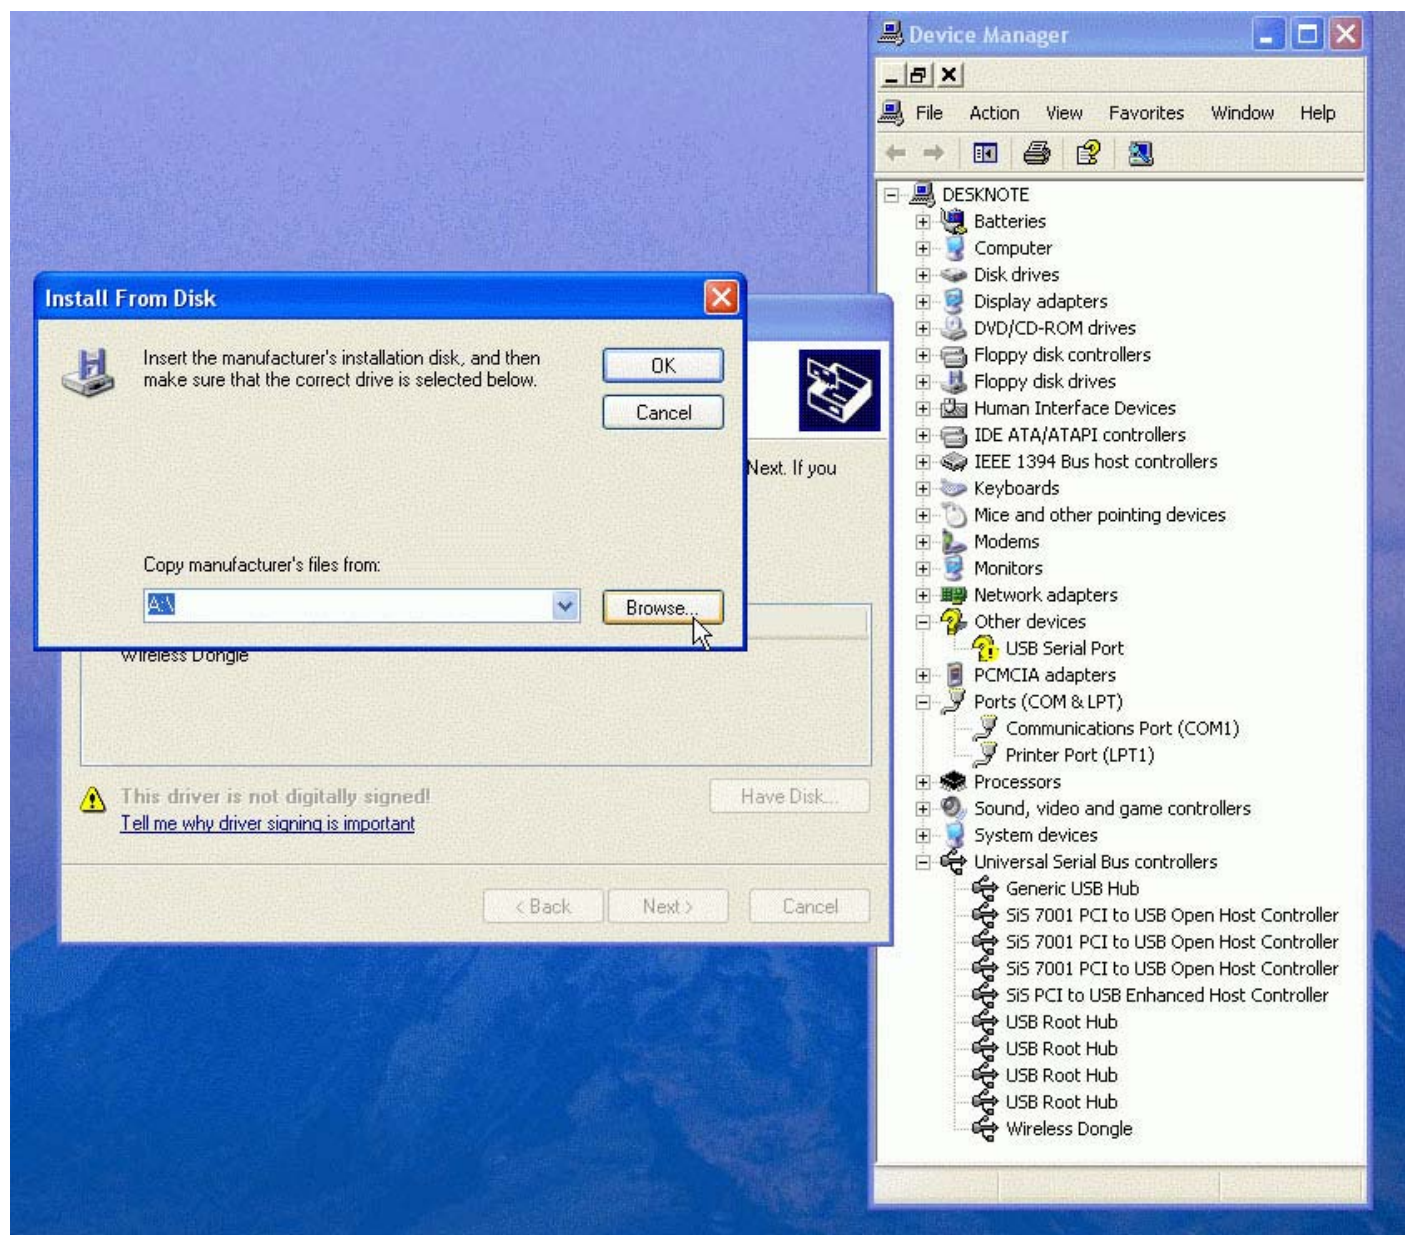 Install From Disk
Insert the manufacturer's installation disk, and then
make sure that the correct drive is selected below.
OK
Cancel
Copy manufacturer's files from:
A:\
Browse...
Next. If you
Wireless Dongle
This driver is not digitally signed!
Tell me why driver signing is important
Have Disk...
< Back
Next >
Cancel
Device Manager
File Action View Favorites Window Help
DESKNOTE
Batteries
Computer
Disk drives
Display adapters
DVD/CD-ROM drives
Floppy disk controllers
Floppy disk drives
Human Interface Devices
IDE ATA/ATAPI controllers
IEEE 1394 Bus host controllers
Keyboards
Mice and other pointing devices
Modems
Monitors
Network adapters
Other devices
USB Serial Port
PCMCIA adapters
Ports (COM & LPT)
Communications Port (COM1)
Printer Port (LPT1)
Processors
Sound, video and game controllers
System devices
Universal Serial Bus controllers
Generic USB Hub
SiS 7001 PCI to USB Open Host Controller
SiS 7001 PCI to USB Open Host Controller
SiS 7001 PCI to USB Open Host Controller
SiS PCI to USB Enhanced Host Controller
USB Root Hub
USB Root Hub
USB Root Hub
USB Root Hub
Wireless Dongle